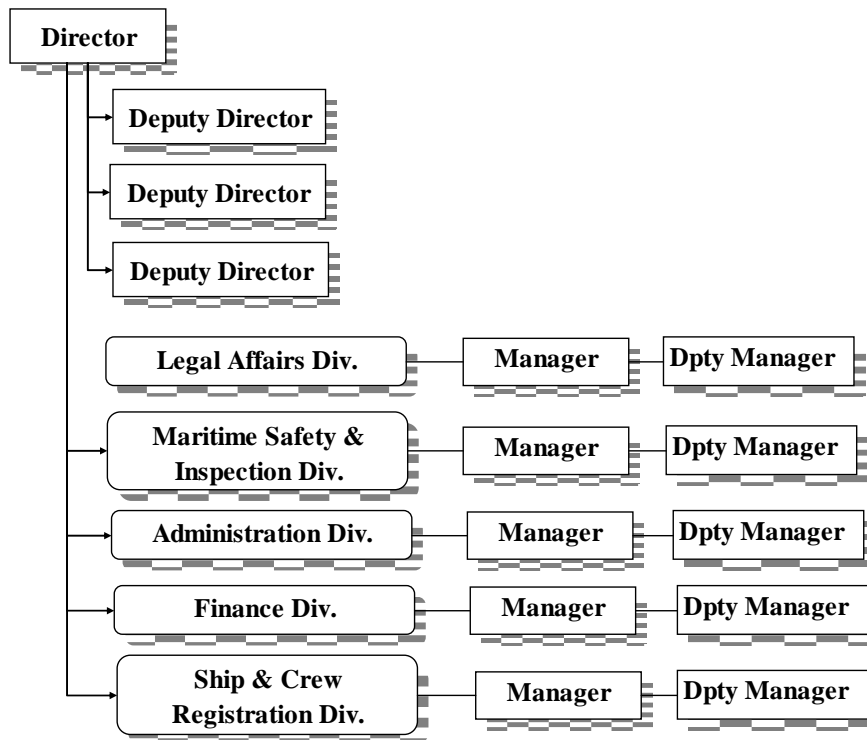 Director
Deputy Director
Deputy Director
Deputy Director
Legal Affairs Div.
Manager
Dpty Manager
Maritime Safety &
Inspection Div.
Manager
Dpty Manager
Administration Div.
Manager
Dpty Manager
Finance Div.
Manager
Dpty Manager
Ship & Crew
Registration Div.
Manager
Dpty Manager